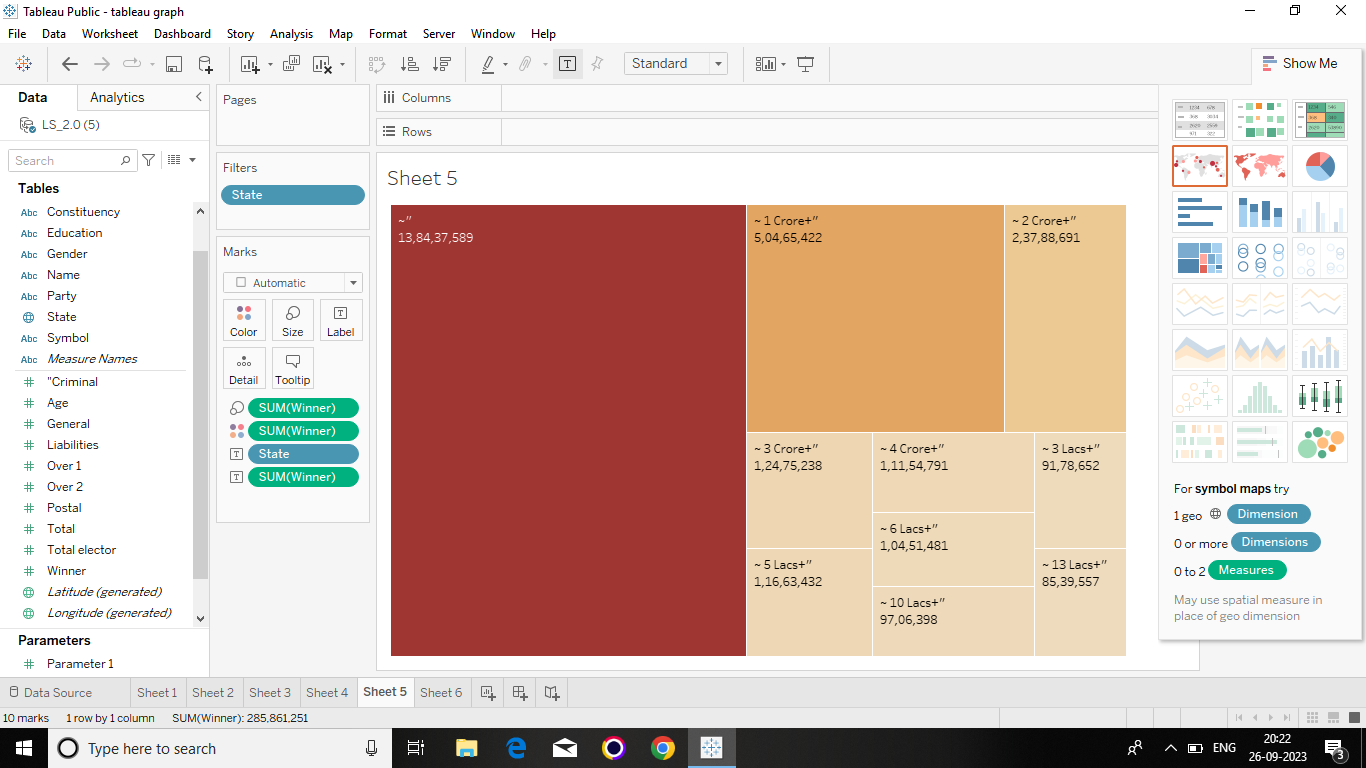 Tableau Public - tableau graph
File Data Worksheet Dashboard Story Analysis Map Format Server Window Help
Standard
Show Me
Data Analytics
LS_2.0 (5)
Search
Tables
Abc Constituency
Abc Education
Abc Gender
Abc Name
Abc Party
State
Abc Symbol
Abc Measure Names
# "Criminal
# Age
# General
# Liabilities
# Over 1
# Over 2
# Postal
# Total
# Total elector
# Winner
Latitude (generated)
Longitude (generated)
Parameters
# Parameter 1
Pages
Filters
State
Marks
Automatic
Color Size Label
Detail Tooltip
SUM(Winner)
SUM(Winner)
State
SUM(Winner)
Columns
Rows
Sheet 5
~"
13,84,37,589
~ 1 Crore+"
5,04,65,422
~ 2 Crore+"
2,37,88,691
~ 3 Crore+"
1,24,75,238
~ 4 Crore+"
1,11,54,791
~ 3 Lacs+"
91,78,652
~ 6 Lacs+"
1,04,51,481
~ 5 Lacs+"
1,16,63,432
~ 13 Lacs+"
85,39,557
~ 10 Lacs+"
97,06,398
For symbol maps try
1 geo Dimension
0 or more Dimensions
0 to 2 Measures
May use spatial measure in
place of geo dimension
Data Source Sheet 1 Sheet 2 Sheet 3 Sheet 4 Sheet 5 Sheet 6
10 marks 1 row by 1 column SUM(Winner): 285,861,251
Type here to search
ENG
20:22
26-09-2023
3